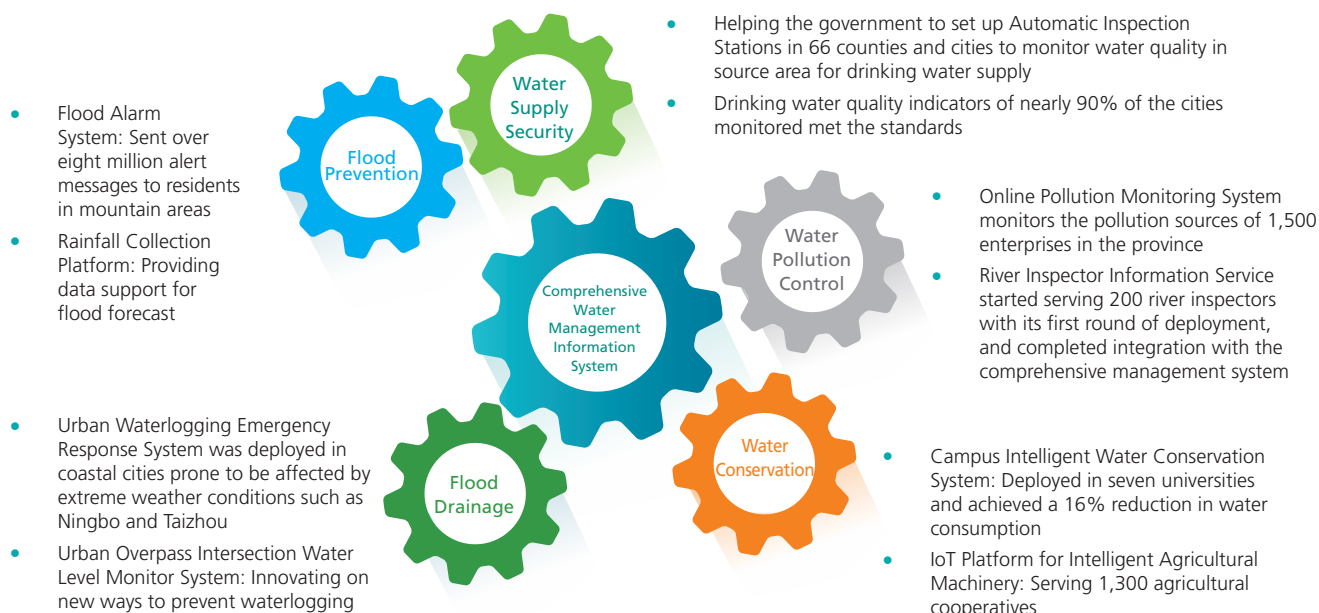 Water
Supply
Security
• Helping the government to set up Automatic Inspection
Stations in 66 counties and cities to monitor water quality in
source area for drinking water supply
• Drinking water quality indicators of nearly 90% of the cities
monitored met the standards
Flood
Prevention
• Flood Alarm
System: Sent over
eight million alert
messages to residents
in mountain areas
• Rainfall Collection
Platform: Providing
data support for
flood forecast
Water
Pollution
Control
• Online Pollution Monitoring System
monitors the pollution sources of 1,500
enterprises in the province
• River Inspector Information Service
started serving 200 river inspectors
with its first round of deployment,
and completed integration with the
comprehensive management system
Comprehensive
Water
Management
Information
System
• Urban Waterlogging Emergency
Response System was deployed in
coastal cities prone to be affected by
extreme weather conditions such as
Ningbo and Taizhou
• Urban Overpass Intersection Water
Level Monitor System: Innovating on
new ways to prevent waterlogging
Flood
Drainage
Water
Conservation
• Campus Intelligent Water Conservation
System: Deployed in seven universities
and achieved a 16% reduction in water
consumption
• IoT Platform for Intelligent Agricultural
Machinery: Serving 1,300 agricultural
cooperatives